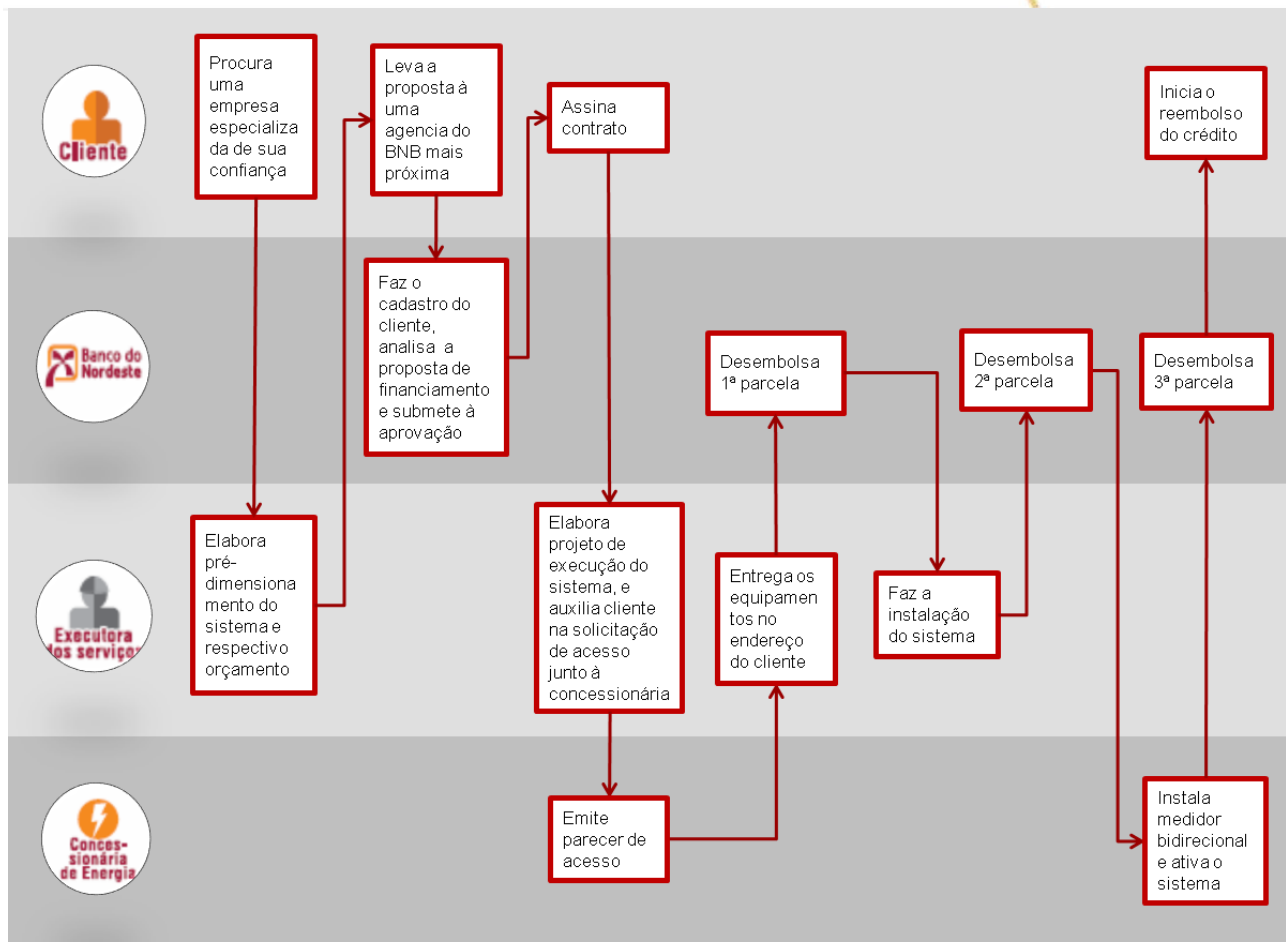 Cliente
Procura
uma
empresa
especializa
da de sua
confiança
Leva a
proposta à
uma
agencia do
BNB mais
próxima
Assina
contrato
Inicia o
reembolso
do crédito
Banco do
Nordeste
Faz o
cadastro do
cliente,
analisa a
proposta de
financiamento
e submete à
aprovação
Desembolsa
1ª parcela
Desembolsa
2ª parcela
Desembolsa
3ª parcela
Executora
dos serviços
Elabora
pré-
dimensiona
mento do
sistema e
respectivo
orçamento
Elabora
projeto de
execução do
sistema, e
auxilia cliente
na solicitação
de acesso
junto à
concessionária
Entrega os
equipamen
tos no
endereço
do cliente
Faz a
instalação
do sistema
Conces-
sionária
de Energia
Emite
parecer de
acesso
Instala
medidor
bidirecional
e ativa o
sistema